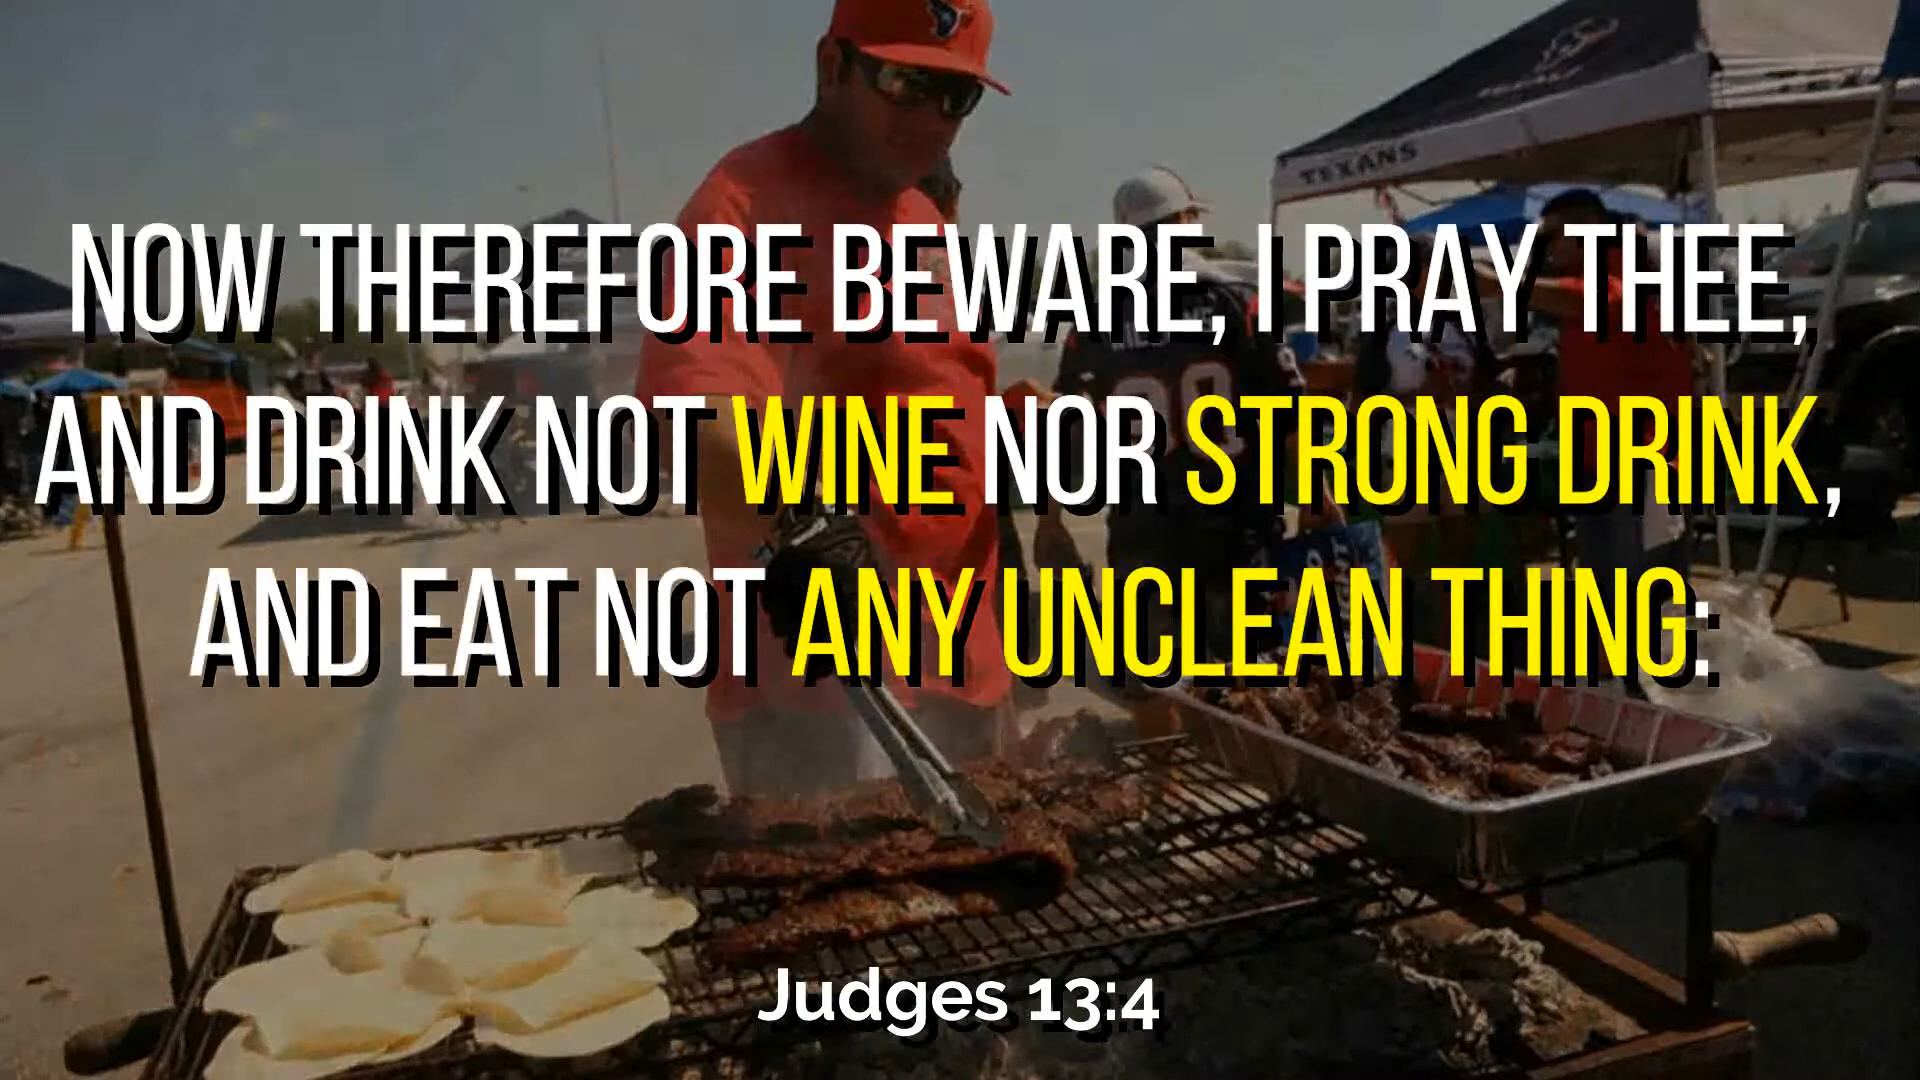 TEXANS
NOW THEREFORE BEWARE, I PRAY THEE,
AND DRINK NOT WINE NOR STRONG DRINK,
AND EAT NOT ANY UNCLEAN THING:
Judges 13:4